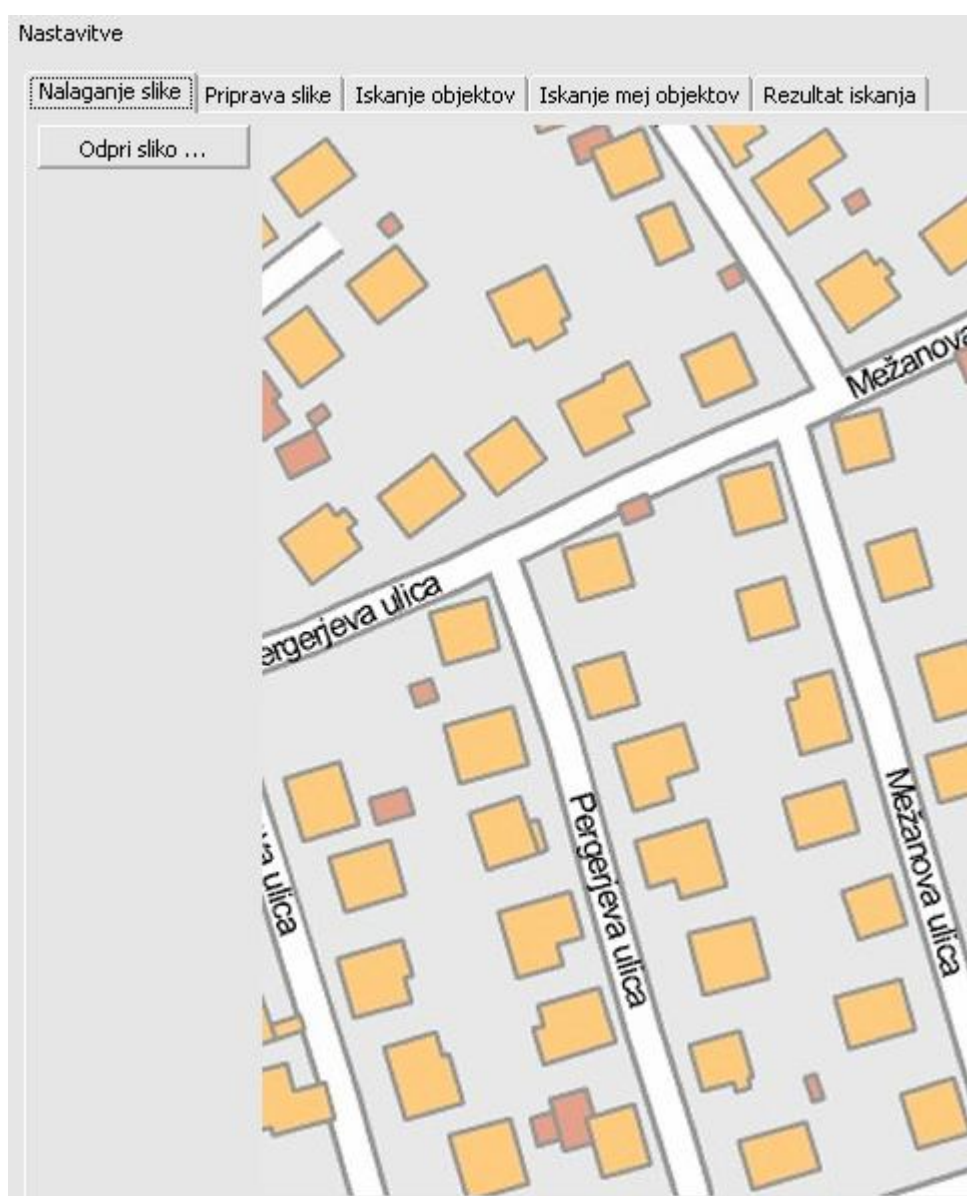 Nastavitve
Nalaganje slike
Priprava slike
Iskanje objektov
Iskanje mej objektov
Rezultat iskanja
Odpri sliko ...
Mežanova
ergerjeva ulica
va ulica
Pergerjeva ulica
Mežanova ulica